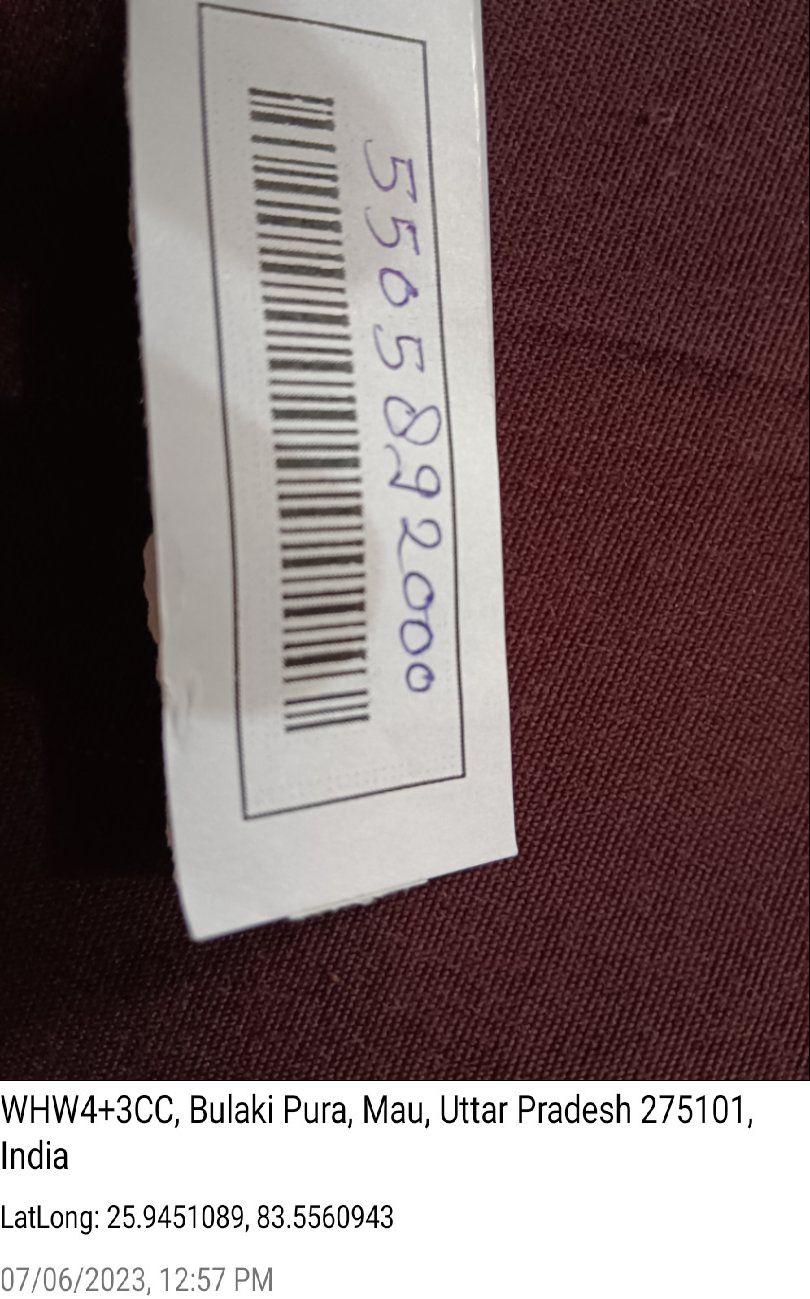 5505892000
WHW4+3CC, Bulaki Pura, Mau, Uttar Pradesh 275101,
India
LatLong: 25.9451089, 83.5560943
07/06/2023, 12:57 PM